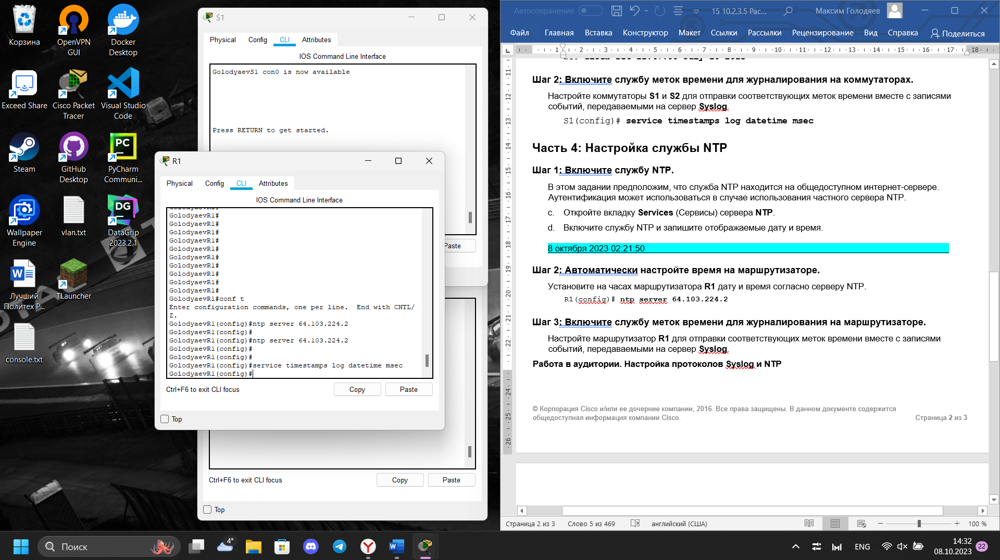 Корзина
OpenVPN GUI
Docker Desktop
Exceed Share
Cisco Packet Tracer
Visual Studio Code
Steam
GitHub Desktop
PyCharm Communi...
Wallpaper Engine
vlan.txt
DataGrip 2023.2.1
Лучший Политех Р...
TLauncher
console.txt
S1
Physical Config CLI Attributes
IOS Command Line Interface
GolodyaevS1 con0 is now available
Press RETURN to get started.
Paste
R1
Physical Config CLI Attributes
IOS Command Line Interface
GolodyaevR1#
GolodyaevR1#
GolodyaevR1#
GolodyaevR1#
GolodyaevR1#
GolodyaevR1#
GolodyaevR1#
GolodyaevR1#
GolodyaevR1#
GolodyaevR1#
GolodyaevR1#conf t
Enter configuration commands, one per line. End with CNTL/
Z.
GolodyaevR1(config)#ntp server 64.103.224.2
GolodyaevR1(config)#
GolodyaevR1(config)#ntp server 64.103.224.2
GolodyaevR1(config)#
GolodyaevR1(config)#
GolodyaevR1(config)#service timestamps log datetime msec
GolodyaevR1(config)#
Ctrl+F6 to exit CLI focus
Copy Paste
Top
Ctrl+F6 to exit CLI focus
Copy Paste
Top
Автосохранение
15 10.2.3.5 Рас...
Максим Голодяев
Файл Главная Вставка Конструктор Макет Ссылки Рассылки Рецензирование Вид Справка Поделиться
Шаг 2: Включите службу меток времени для журналирования на коммутаторах.
Настройте коммутаторы S1 и S2 для отправки соответствующих меток времени вместе с записями
событий, передаваемыми на сервер Syslog.
S1(config)# service timestamps log datetime msec
Часть 4: Настройка службы NTP
Шаг 1: Включите службу NTP.
В этом задании предположим, что служба NTP находится на общедоступном интернет-сервере.
Аутентификация может использоваться в случае использования частного сервера NTP.
c. Откройте вкладку Services (Сервисы) сервера NTP.
d. Включите службу NTP и запишите отображаемые дату и время.
8 октября 2023 02:21:50
Шаг 2: Автоматически настройте время на маршрутизаторе.
Установите на часах маршрутизатора R1 дату и время согласно серверу NTP.
R1(config)# ntp server 64.103.224.2
Шаг 3: Включите службу меток времени для журналирования на маршрутизаторе.
Настройте маршрутизатор R1 для отправки соответствующих меток времени вместе с записями
событий, передаваемыми на сервер Syslog.
Работа в аудитории. Настройка протоколов Syslog и NTP
© Корпорация Cisco и/или ее дочерние компании, 2016. Все права защищены. В данном документе содержится
общедоступная информация компании Cisco.
Страница 2 из 3
Страница 2 из 3 Слово 5 из 469 английский (США) 100 %
Поиск
4°
ENG
14:32
08.10.2023
22